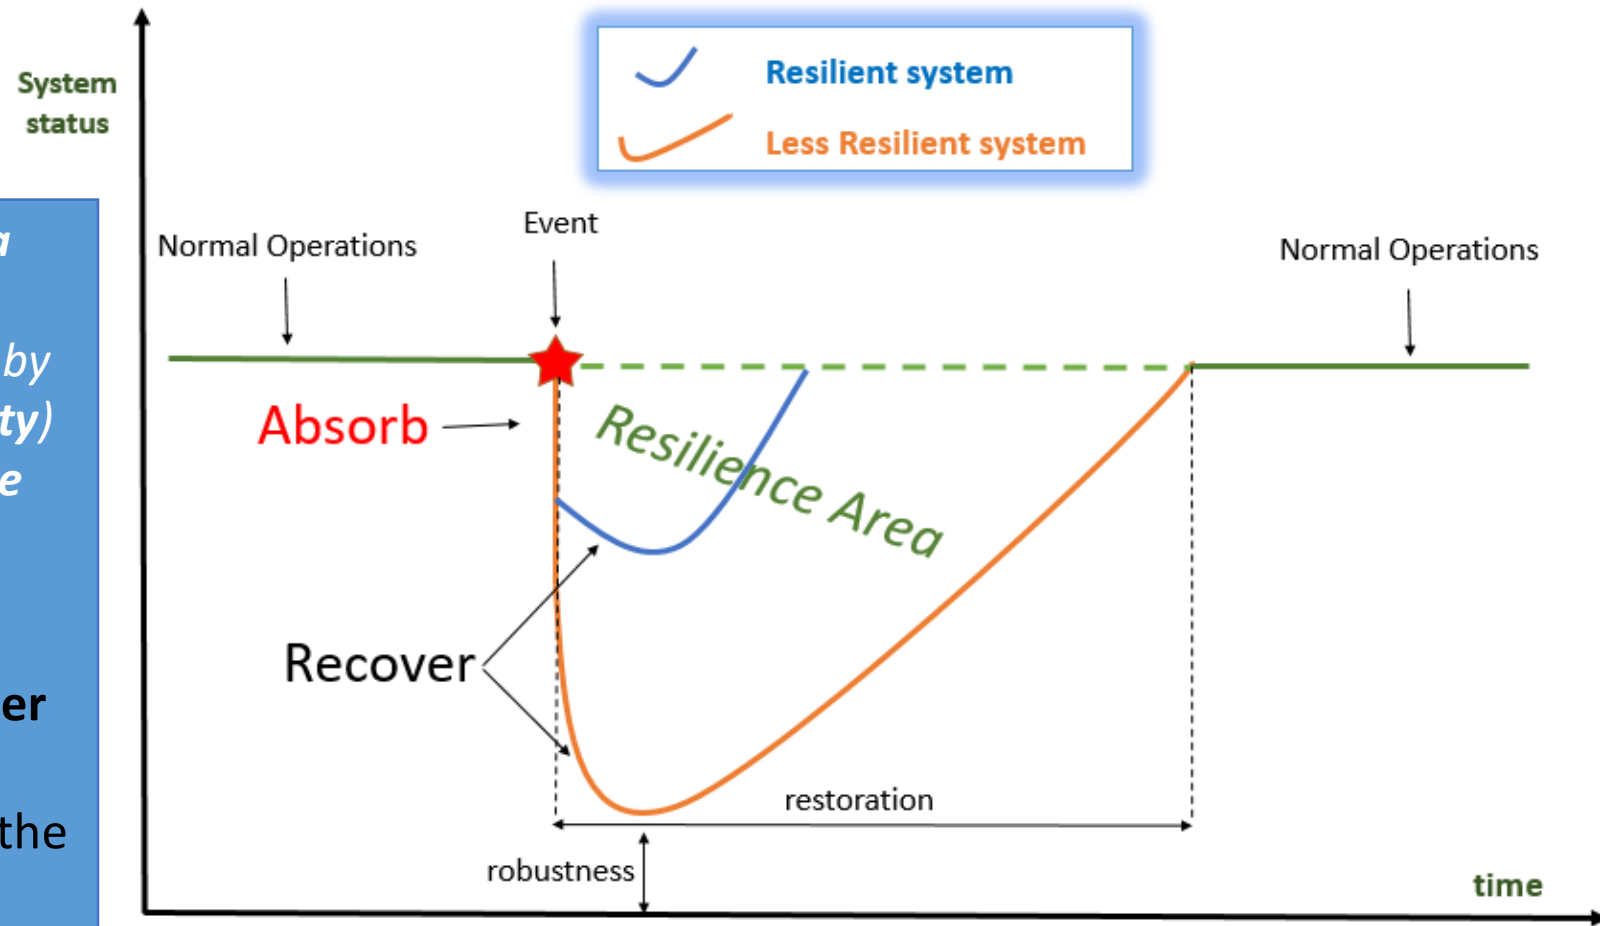 System
status
Resilient system
Less Resilient system
a
by
ty)
e
er
the
Normal Operations
Event
Normal Operations
Absorb
Resilience Area
Recover
restoration
robustness
time